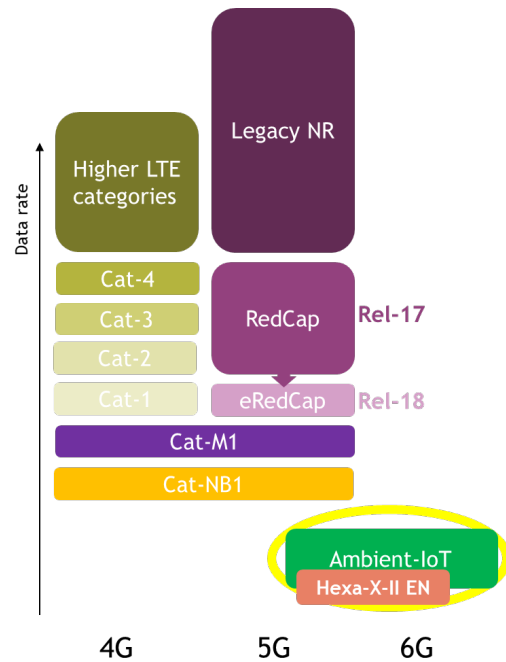 Data rate
Higher LTE
categories
Legacy NR
Cat-4
Cat-3
Cat-2
Cat-1
RedCap
Rel-17
eRedCap
Rel-18
Cat-M1
Cat-NB1
Ambient-IoT
Hexa-X-II EN
4G
5G
6G